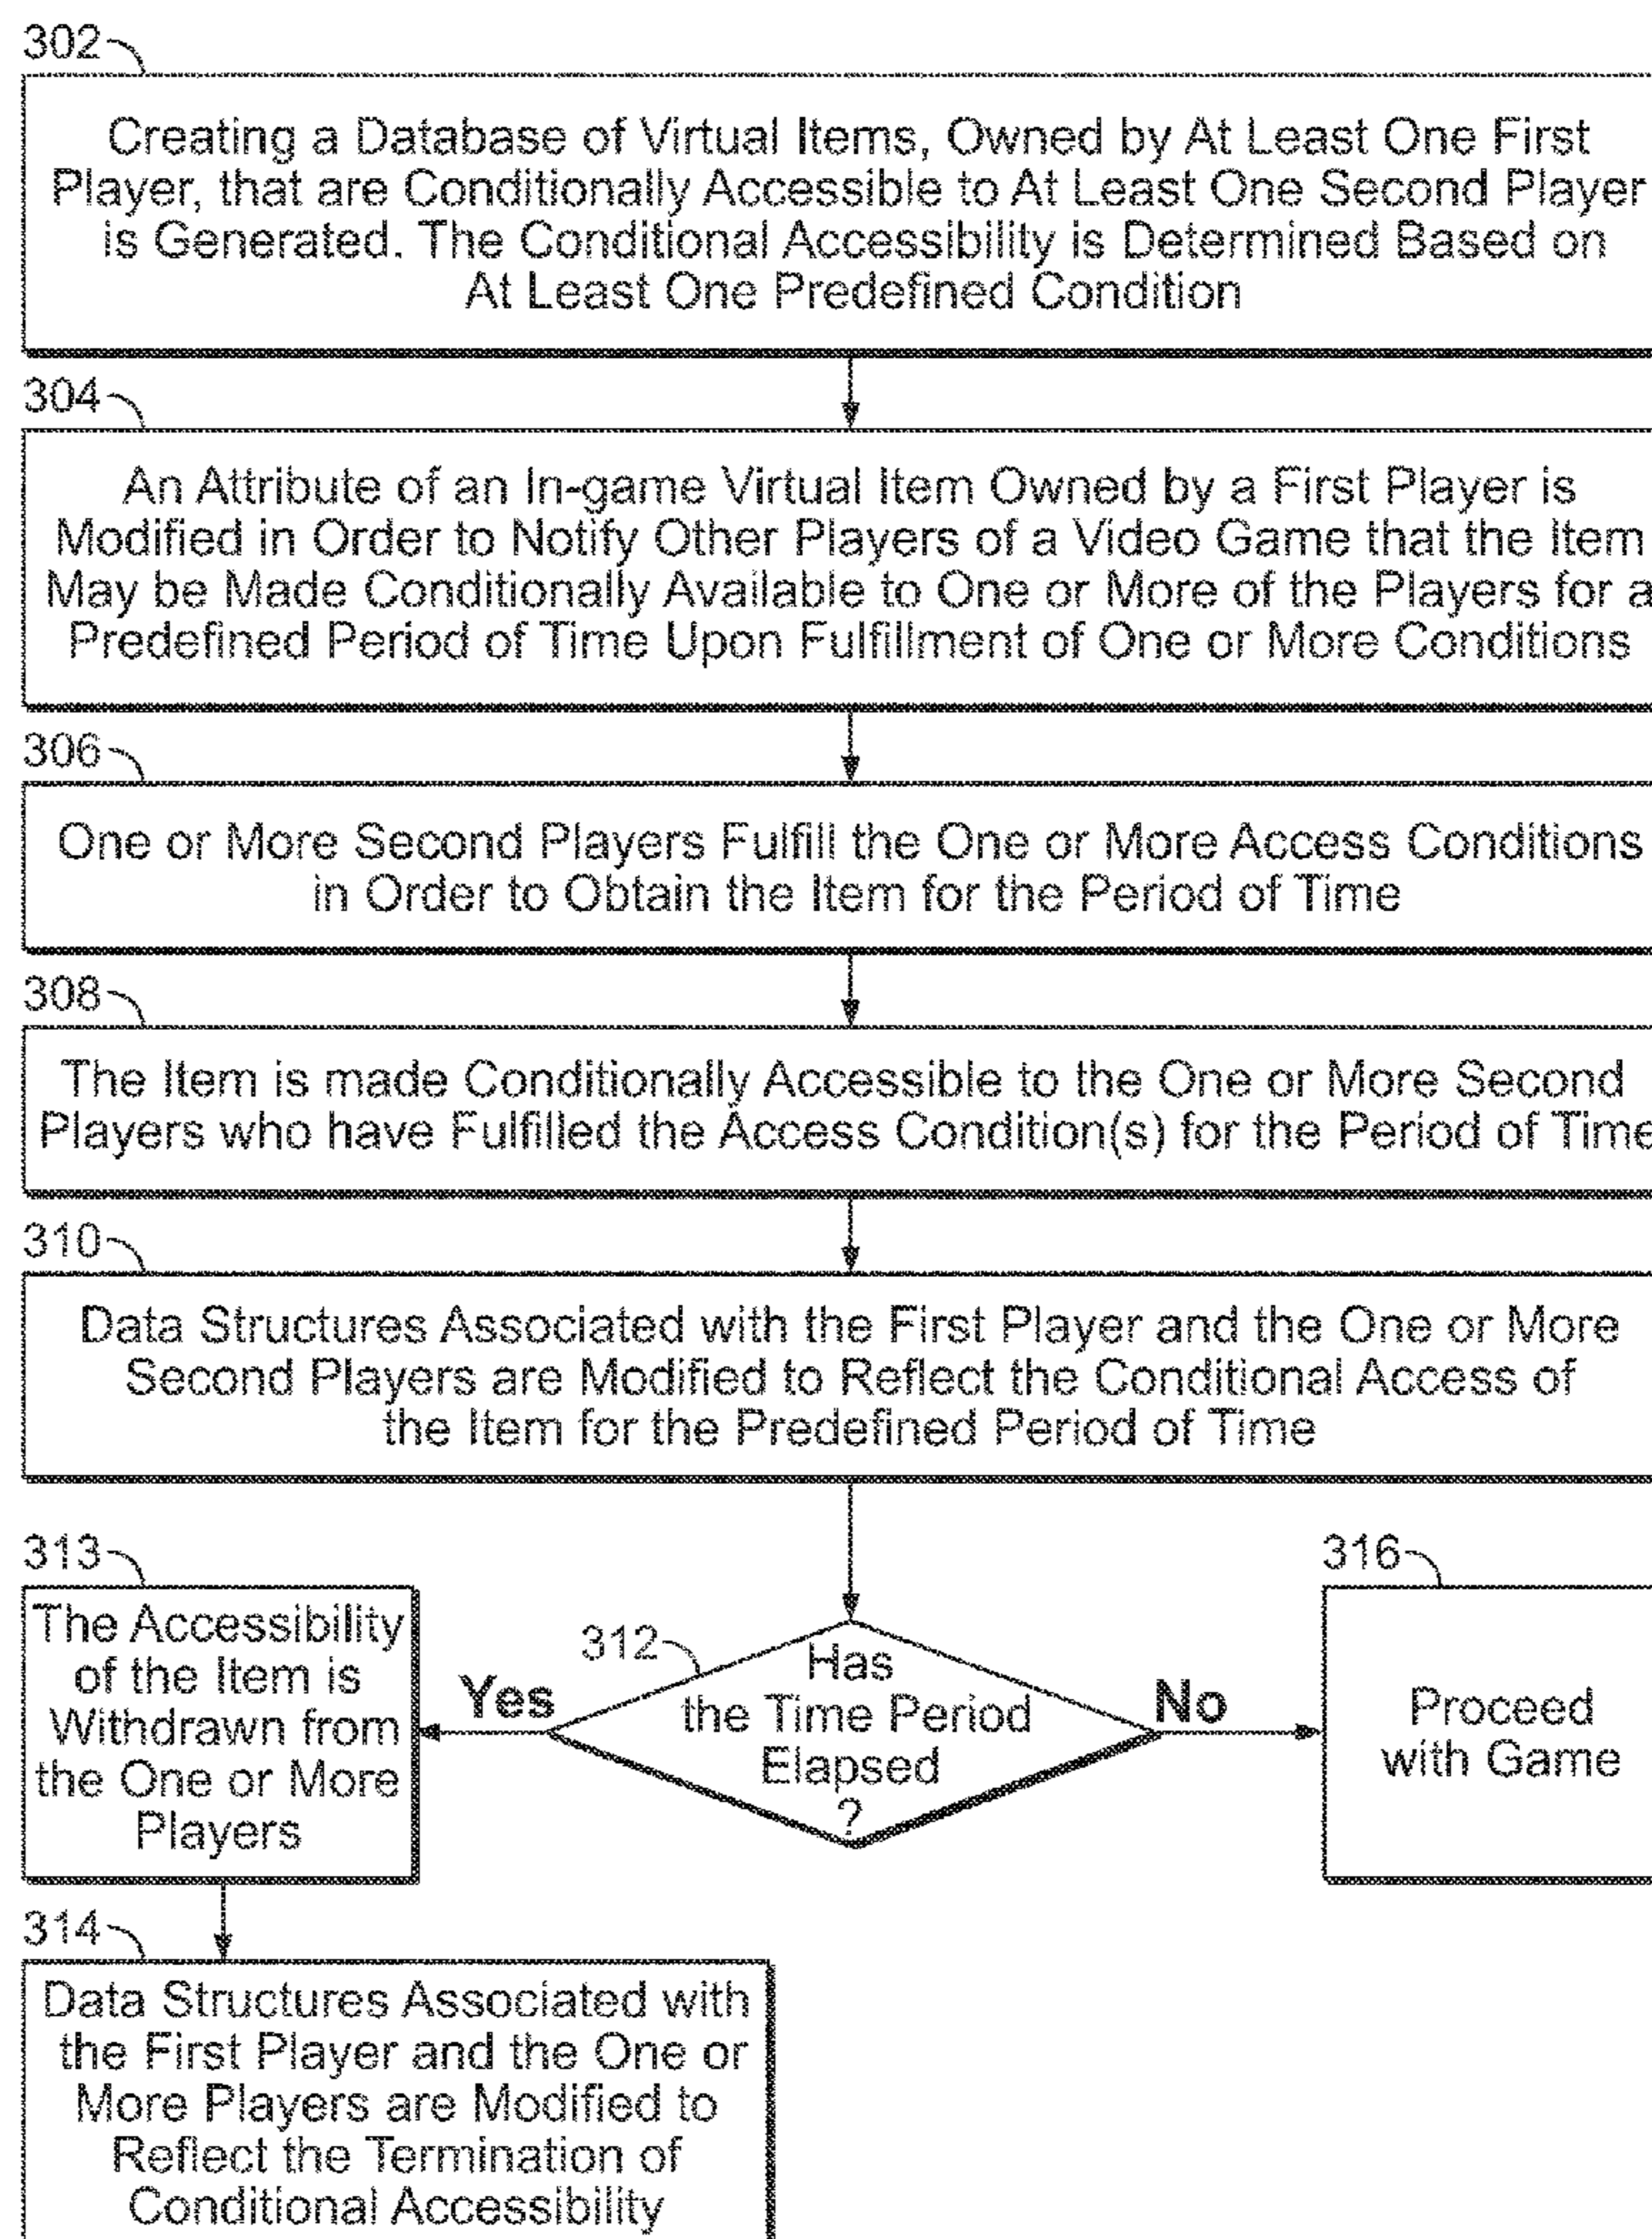 302
Creating a Database of Virtual Items, Owned by At Least One First
Player, that are Conditionally Accessible to At Least One Second Player
is Generated. The Conditional Accessibility is Determined Based on
At Least One Predefined Condition
304
An Attribute of an In-game Virtual Item Owned by a First Player is
Modified in Order to Notify Other Players of a Video Game that the Item
May be Made Conditionally Available to One or More of the Players for a
Predefined Period of Time Upon Fulfillment of One or More Conditions
306
One or More Second Players Fulfill the One or More Access Conditions
in Order to Obtain the Item for the Period of Time
308
The Item is made Conditionally Accessible to the One or More Second
Players who have Fulfilled the Access Condition(s) for the Period of Time
310
Data Structures Associated with the First Player and the One or More
Second Players are Modified to Reflect the Conditional Access of
the Item for the Predefined Period of Time
312
Has
the Time Period
Elapsed
?
Yes
No
313
The Accessibility
of the Item is
Withdrawn from
the One or More
Players
316
Proceed
with Game
314
Data Structures Associated with
the First Player and the One or
More Players are Modified to
Reflect the Termination of
Conditional Accessibility